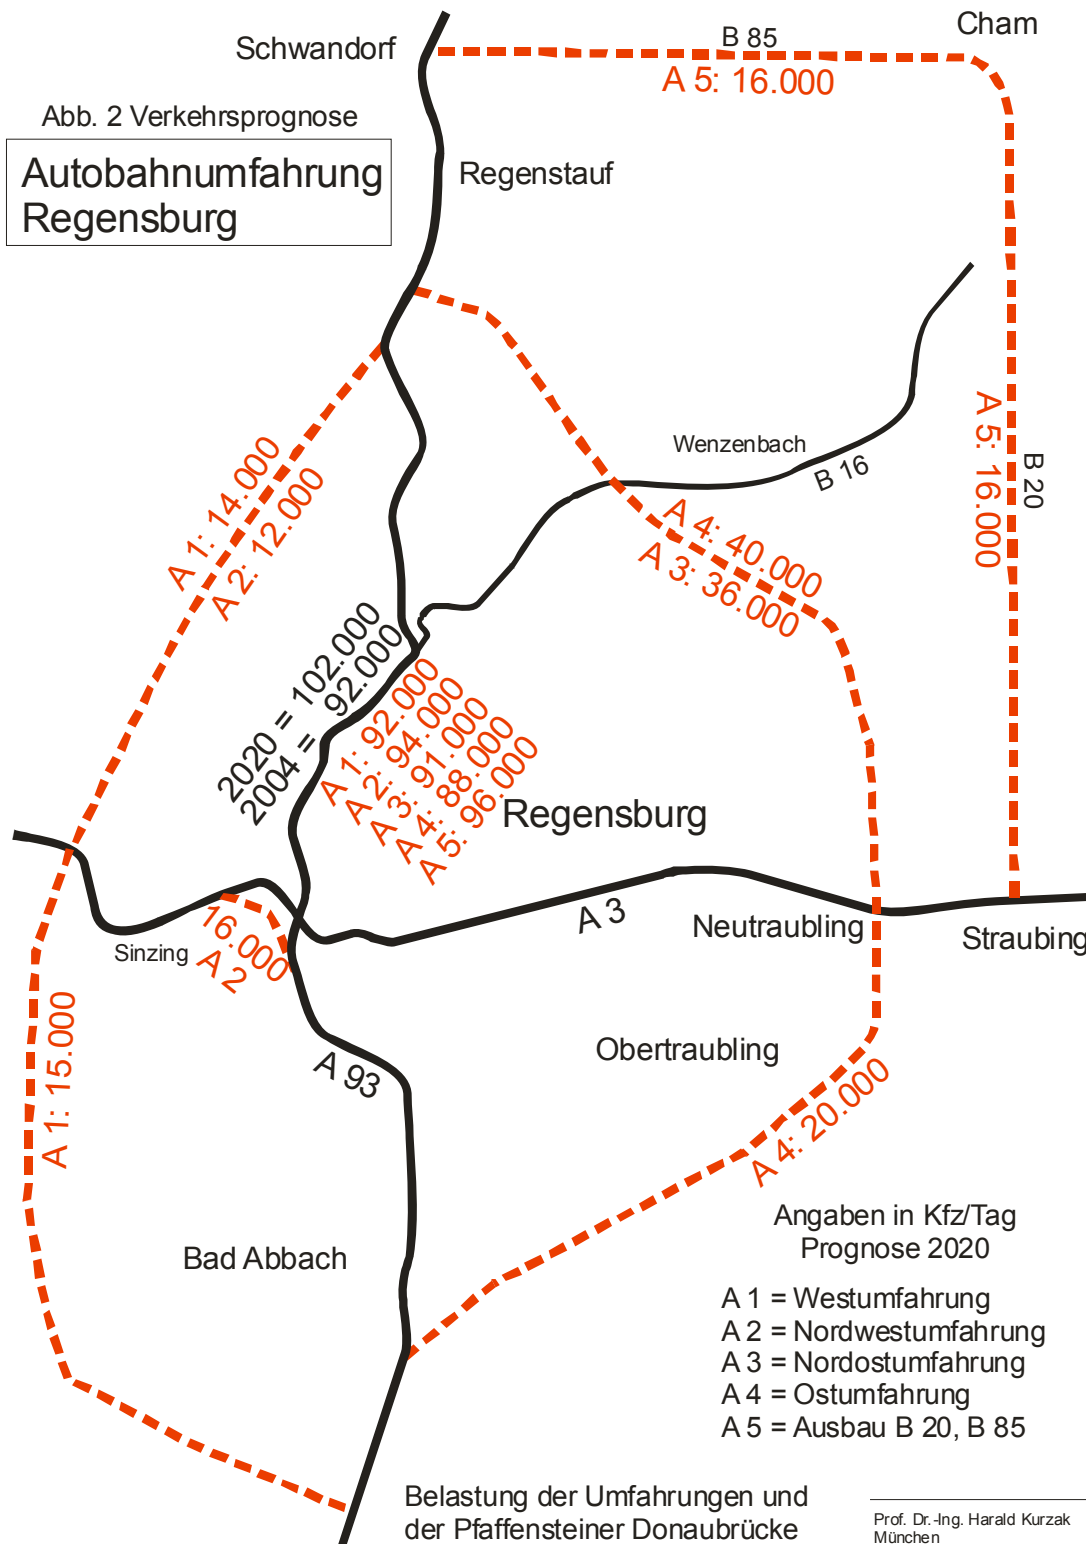 Cham
B 85
Schwandorf
A 5: 16.000
Abb. 2 Verkehrsprognose
Autobahnumfahrung
Regensburg
Regenstauf
Wenzenbach
B 16
A 5: 16.000
B 20
A 1: 14.000
A 2: 12.000
A 4: 40.000
A 3: 36.000
2020 = 102.000
2004 = 92.000
A 1: 92.000
A 2: 94.000
A 3: 91.000
A 4: 88.000
A 5: 96.000
Regensburg
A 3
Neutraubling
Straubing
Sinzing
16.000
A 2
A 1: 15.000
A 93
Obertraubling
A 4: 20.000
Bad Abbach
Angaben in Kfz/Tag
Prognose 2020
A 1 = Westumfahrung
A 2 = Nordwestumfahrung
A 3 = Nordostumfahrung
A 4 = Ostumfahrung
A 5 = Ausbau B 20, B 85
Belastung der Umfahrungen und
der Pfaffensteiner Donaubrücke
Prof. Dr.-Ing. Harald Kurzak
München